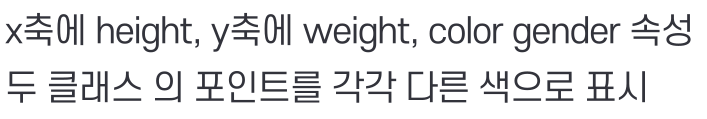 x축에 height, y축에 weight, color gender 속성
두 클래스 의 포인트를 각각 다른 색으로 표시